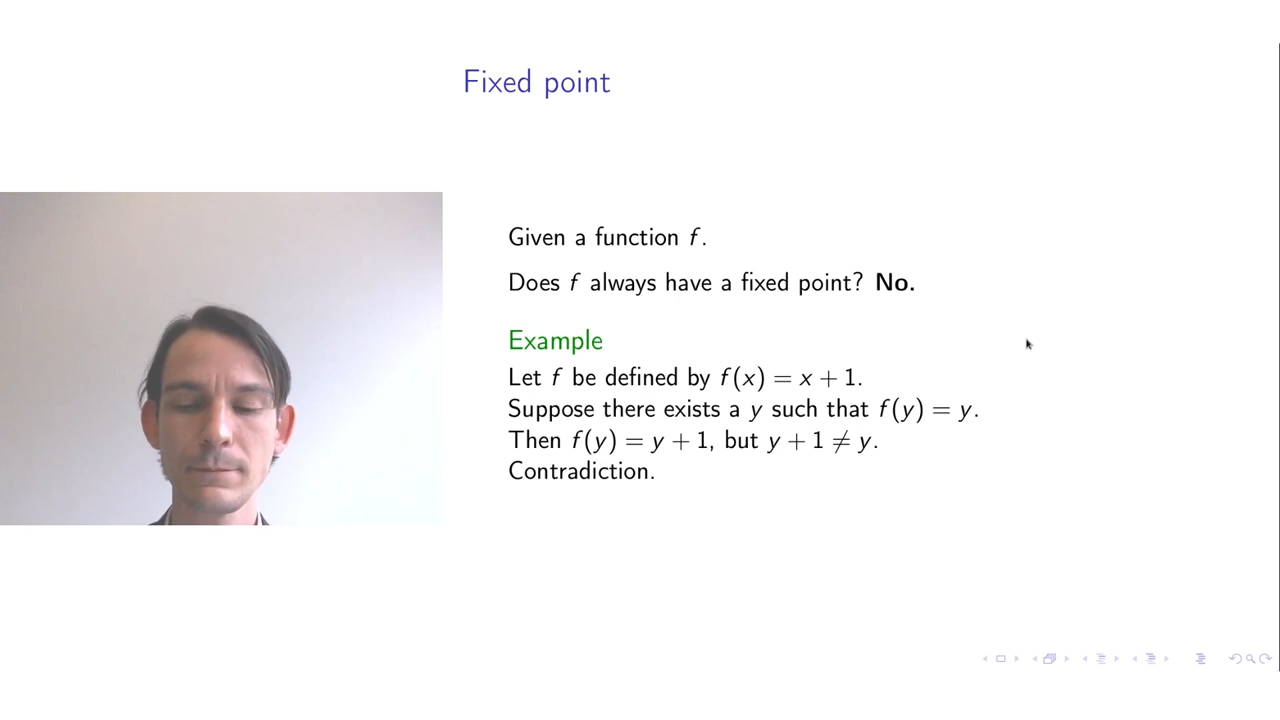 Fixed point
Given a function f.
Does f always have a fixed point? No.
Example
Let f be defined by f(x) = x + 1.
Suppose there exists a y such that f(y) = y.
Then f(y) = y + 1, but y + 1 ≠ y.
Contradiction.